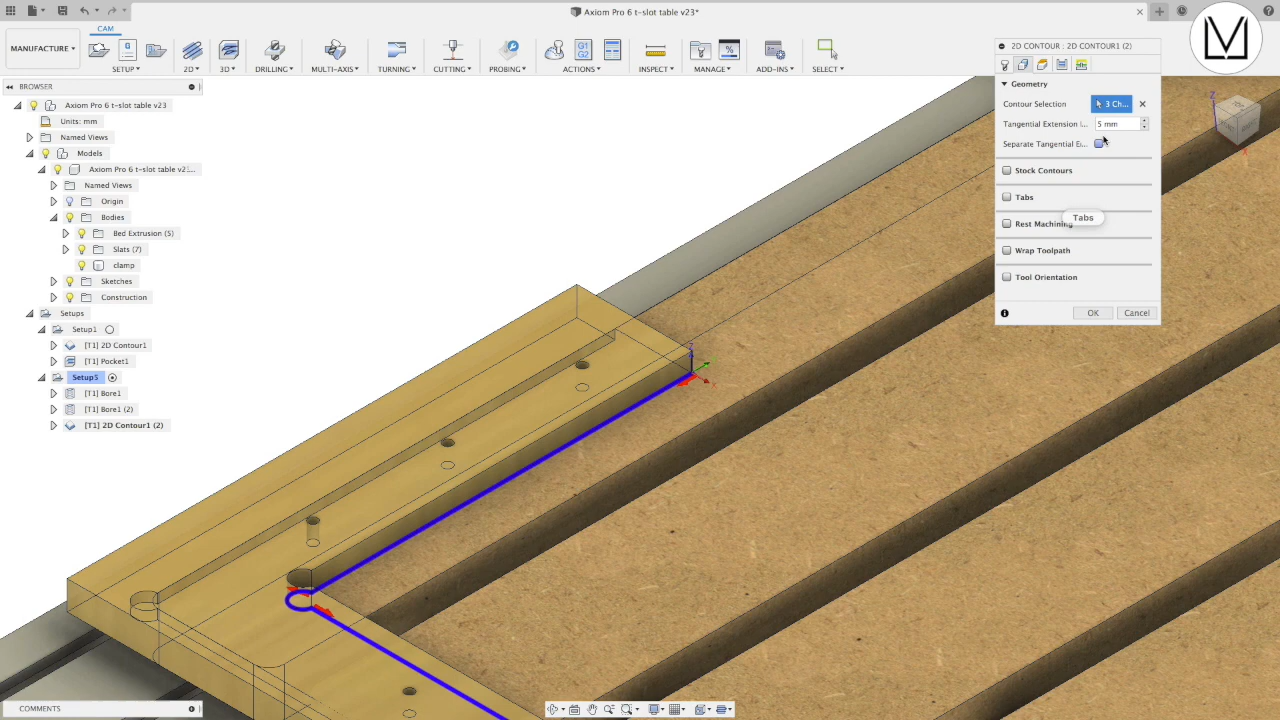 Axiom Pro 6 t-slot table v23*
MANUFACTURE
CAM
G1
G2
SETUP
2D
3D
DRILLING
MULTI-AXIS
TURNING
CUTTING
PROBING
ACTIONS
INSPECT
MANAGE
ADD-INS
SELECT
BROWSER
Axiom Pro 6 t-slot table v23
Units: mm
Named Views
Models
Axiom Pro 6 t-slot table v2:...
Named Views
Origin
Bodies
Bed Extrusion (5)
Slats (7)
clamp
Sketches
Construction
Setups
Setup1
[T1] 2D Contour1
[T1] Pocket1
Setup5
[T1] Bore1
[T1] Bore1 (2)
[T1] 2D Contour1 (2)
2D CONTOUR : 2D CONTOUR1 (2)
Geometry
Contour Selection
3 Ch...
Tangential Extension I...
5 mm
Separate Tangential E:...
Stock Contours
Tabs
Tabs
Rest Machining
Wrap Toolpath
Tool Orientation
OK
Cancel
Z
TOP
X
Z
COMMENTS